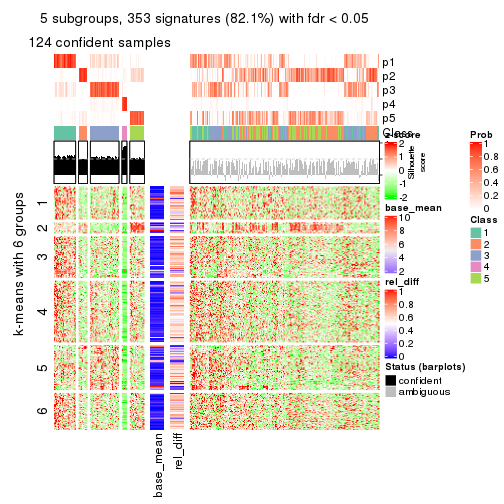 5 subgroups, 353 signatures (82.1%) with fdr < 0.05
124 confident samples
p1
p2
p3
p4
p5
Class
z-score
2
1
0
-1
-2
Silhouette
score
Prob
1
0.8
0.6
0.4
0.2
0
Class
1
2
3
4
5
base_mean
10
8
6
4
2
rel_diff
1
0.8
0.6
0.4
0.2
0
Status (barplots)
confident
ambiguous
k-means with 6 groups
1
2
3
4
5
6
base_mean
rel_diff